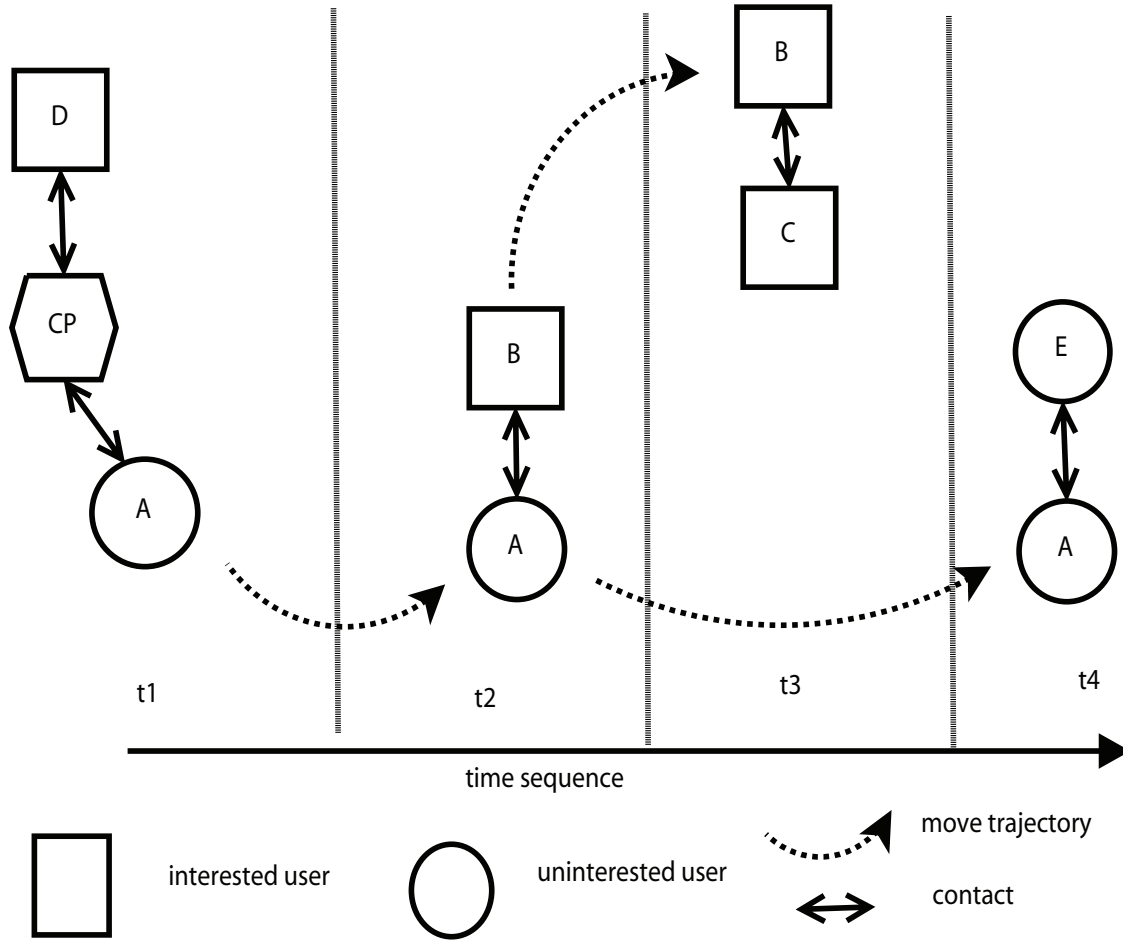 D
CP
A
B
A
B
C
E
A
t1
t2
t3
t4
time sequence
interested user
uninterested user
move trajectory
contact